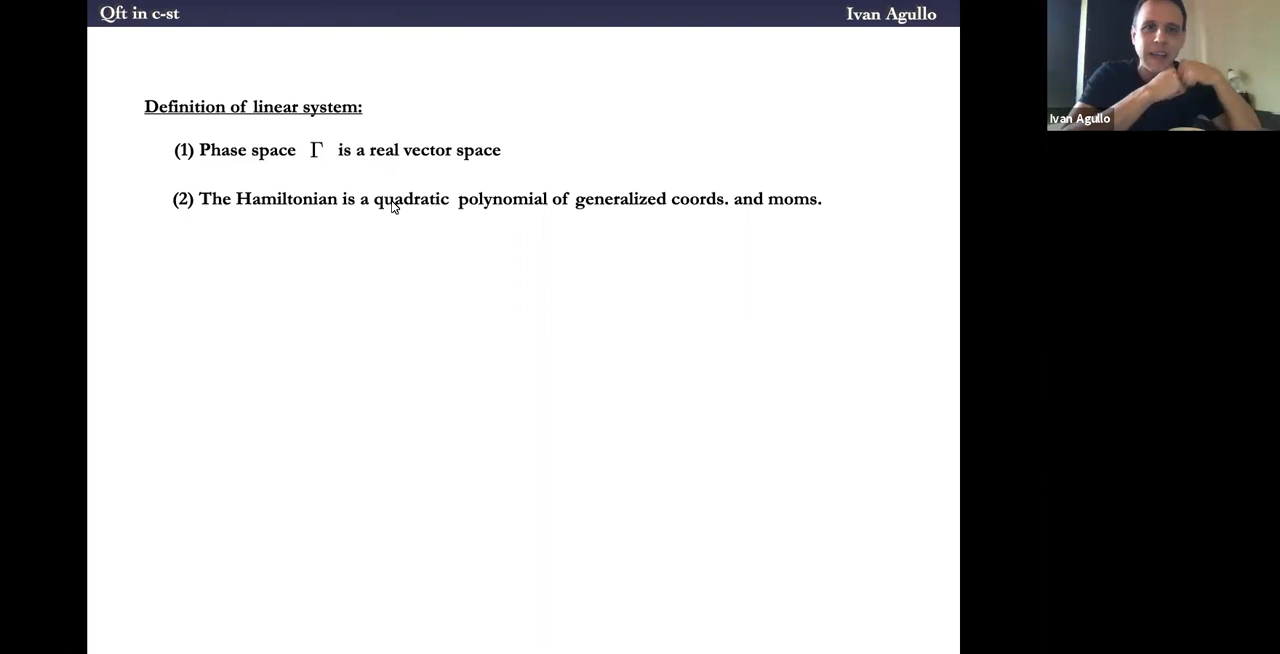 Qft in c-st
Ivan Agullo
Definition of linear system:
(1) Phase space Γ is a real vector space
(2) The Hamiltonian is a quadratic polynomial of generalized coords. and moms.
Ivan Agullo